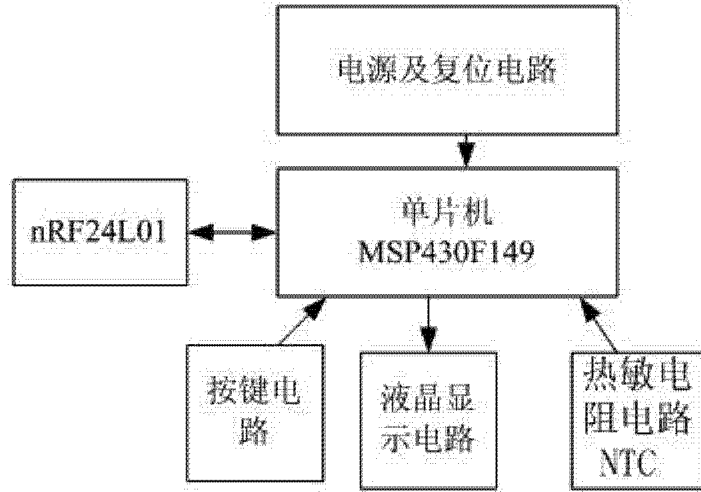 电源及复位电路
nRF24L01
单片机
MSP430F149
按键电
路
液晶显
示电路
热敏电
阻电路
NTC